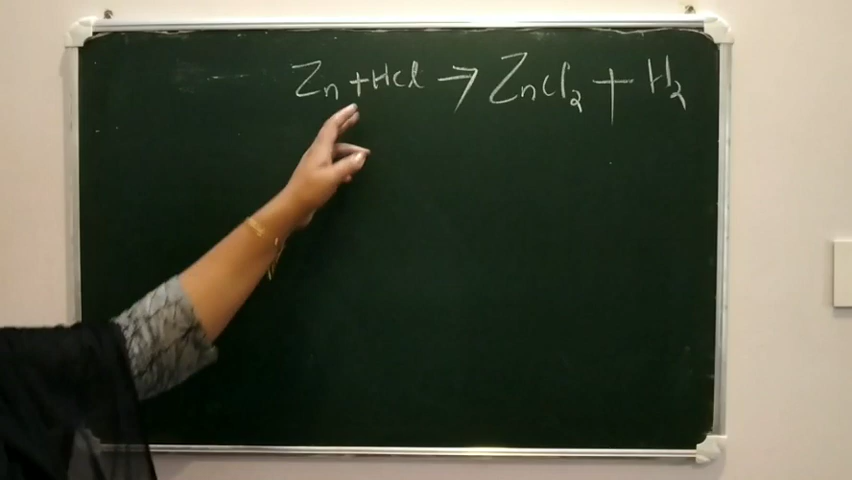 Zn + HCl → ZnCl₂ + H₂